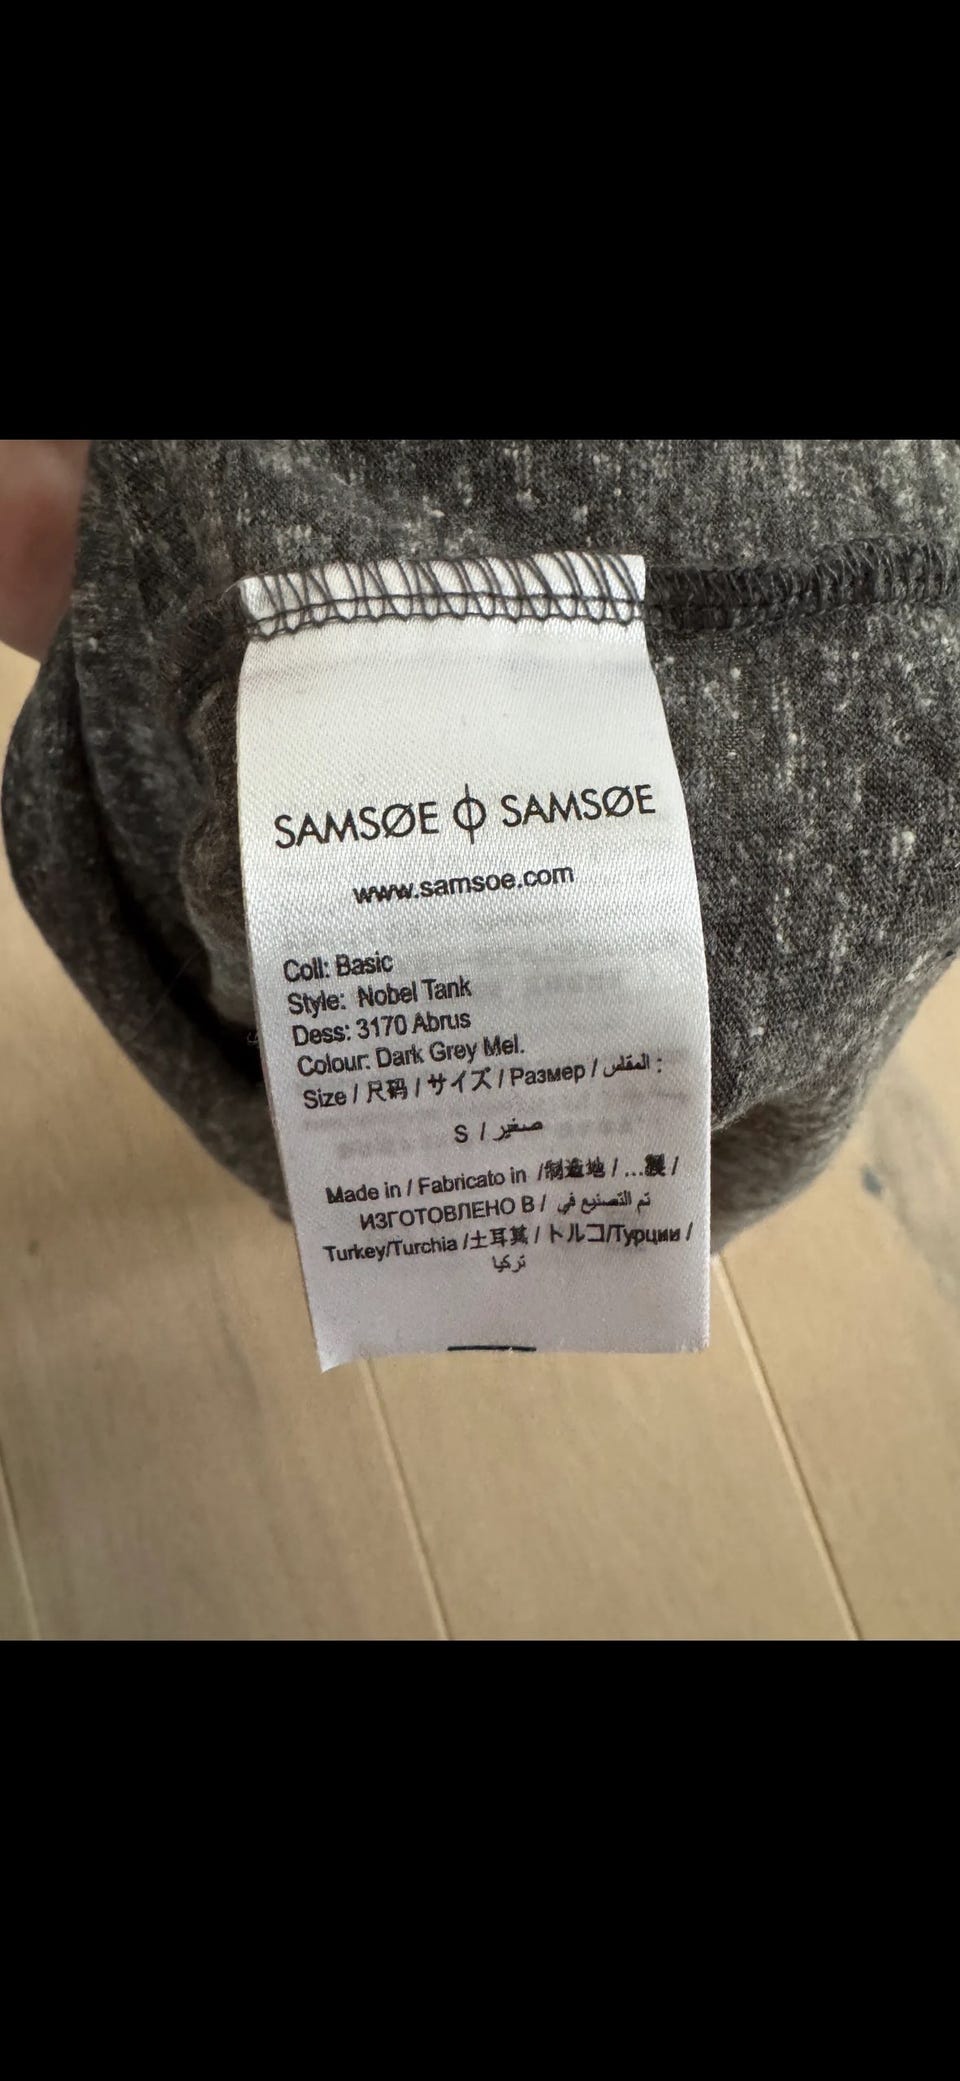 SAMSØE ϕ SAMSØE
www.samsoe.com
Coll: Basic
Style: Nobel Tank
Dess: 3170 Abrus
Colour: Dark Grey Mel.
Size / 尺码 / サイズ / Размер / المقاس :
S / صغير
Made in / Fabricato in /制造地 / ...製 /
ИЗГОТОВЛЕНО В / تم التصنيع في
Turkey/Turchia /土耳其 / トルコ/Турции /
تركيا